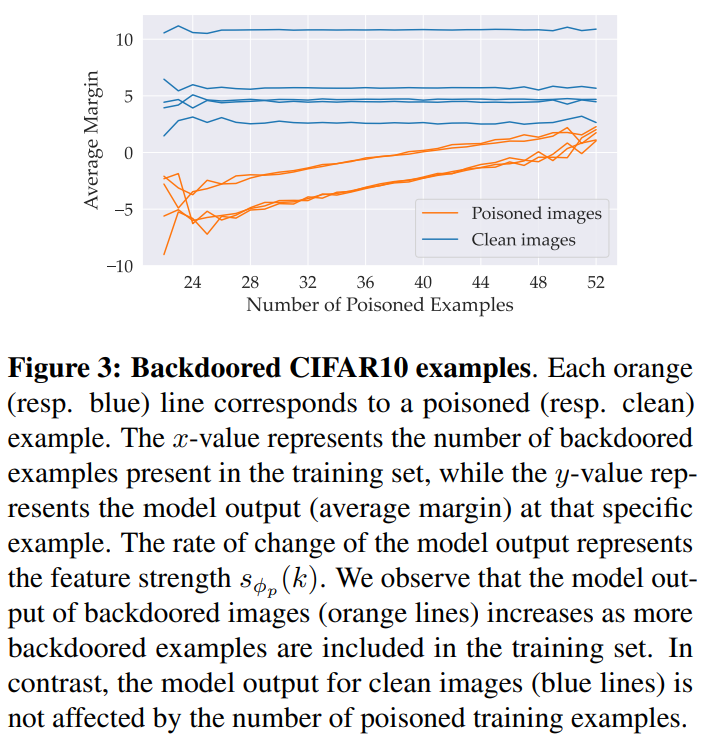 10
5
0
−5
−10
Average Margin
Poisoned images
Clean images
24 28 32 36 40 44 48 52
Number of Poisoned Examples
Figure 3: Backdoored CIFAR10 examples. Each orange
(resp. blue) line corresponds to a poisoned (resp. clean)
example. The x-value represents the number of backdoored
examples present in the training set, while the y-value rep-
resents the model output (average margin) at that specific
example. The rate of change of the model output represents
the feature strength s_{ϕ_p}(k). We observe that the model out-
put of backdoored images (orange lines) increases as more
backdoored examples are included in the training set. In
contrast, the model output for clean images (blue lines) is
not affected by the number of poisoned training examples.